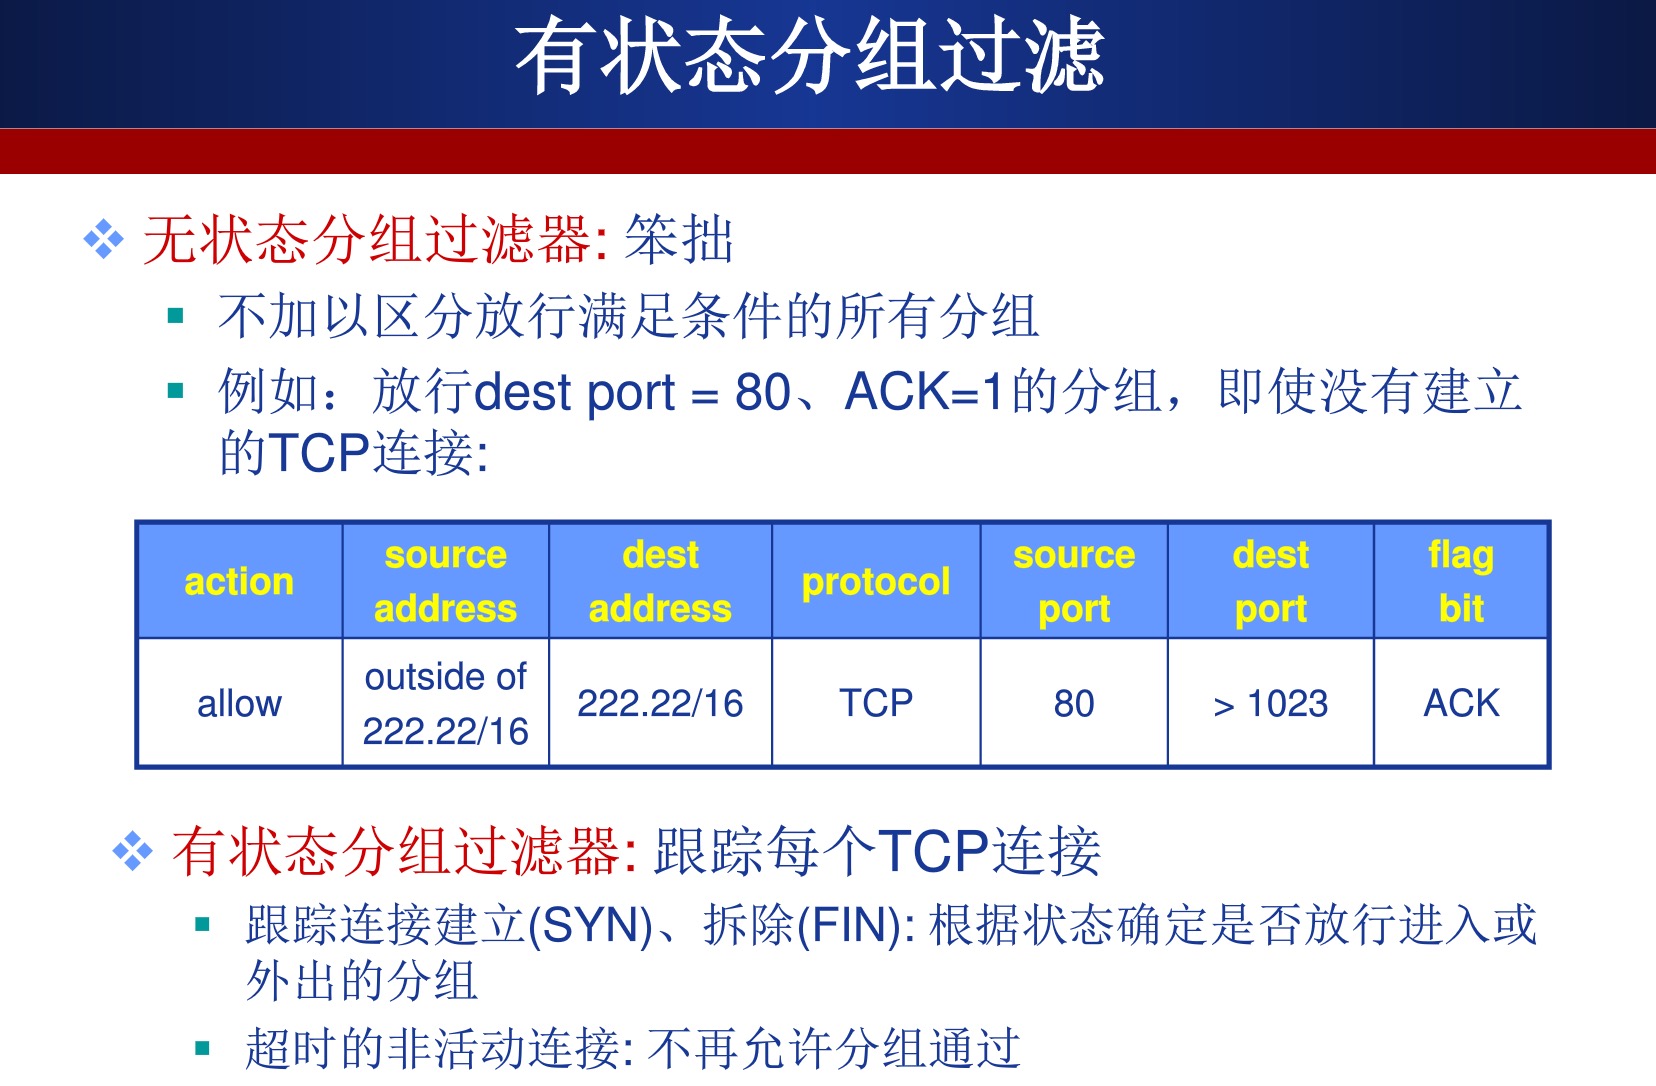 有状态分组过滤
无状态分组过滤器: 笨拙
不加以区分放行满足条件的所有分组
例如：放行dest port = 80、ACK=1的分组，即使没有建立
的TCP连接:
action source address dest address protocol source port dest port flag bit
allow outside of 222.22/16 222.22/16 TCP 80 > 1023 ACK
有状态分组过滤器: 跟踪每个TCP连接
跟踪连接建立(SYN)、拆除(FIN): 根据状态确定是否放行进入或
外出的分组
超时的非活动连接: 不再允许分组通过